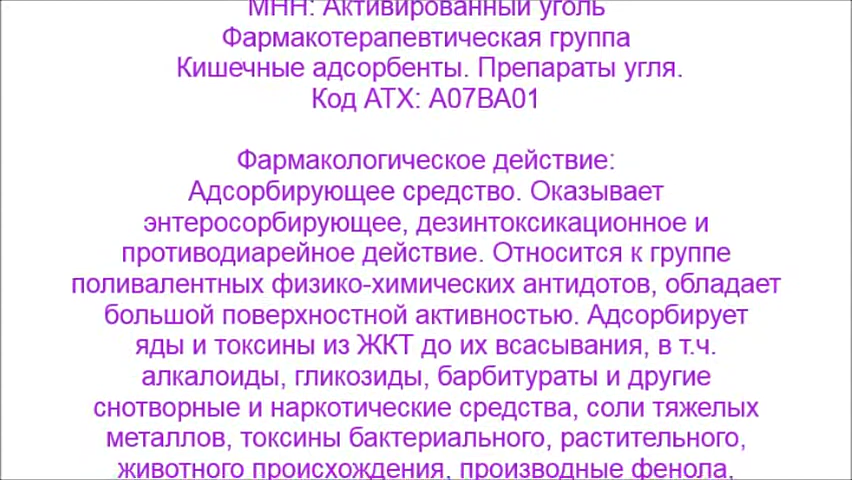 МНН: Активированный уголь
Фармакотерапевтическая группа
Кишечные адсорбенты. Препараты угля.
Код АТХ: A07BA01
Фармакологическое действие:
Адсорбирующее средство. Оказывает
энтеросорбирующее, дезинтоксикационное и
противодиарейное действие. Относится к группе
поливалентных физико-химических антидотов, обладает
большой поверхностной активностью. Адсорбирует
яды и токсины из ЖКТ до их всасывания, в т.ч.
алкалоиды, гликозиды, барбитураты и другие
снотворные и наркотические средства, соли тяжелых
металлов, токсины бактериального, растительного,
животного происхождения, производные фенола,